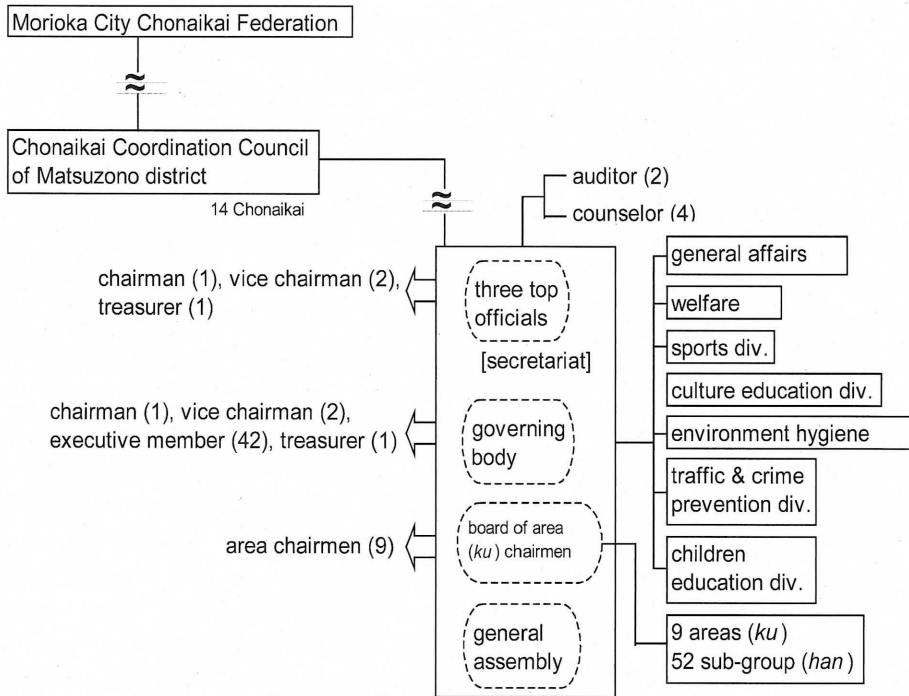 Morioka City Chonaikai Federation
Chonaikai Coordination Council
of Matsuzono district
14 Chonaikai
auditor (2)
counselor (4)
chairman (1), vice chairman (2),
treasurer (1)
three top
officials
[secretariat]
chairman (1), vice chairman (2),
executive member (42), treasurer (1)
governing
body
area chairmen (9)
board of area
(ku) chairmen
general
assembly
general affairs
welfare
sports div.
culture education div.
environment hygiene
traffic & crime
prevention div.
children
education div.
9 areas (ku)
52 sub-group (han)